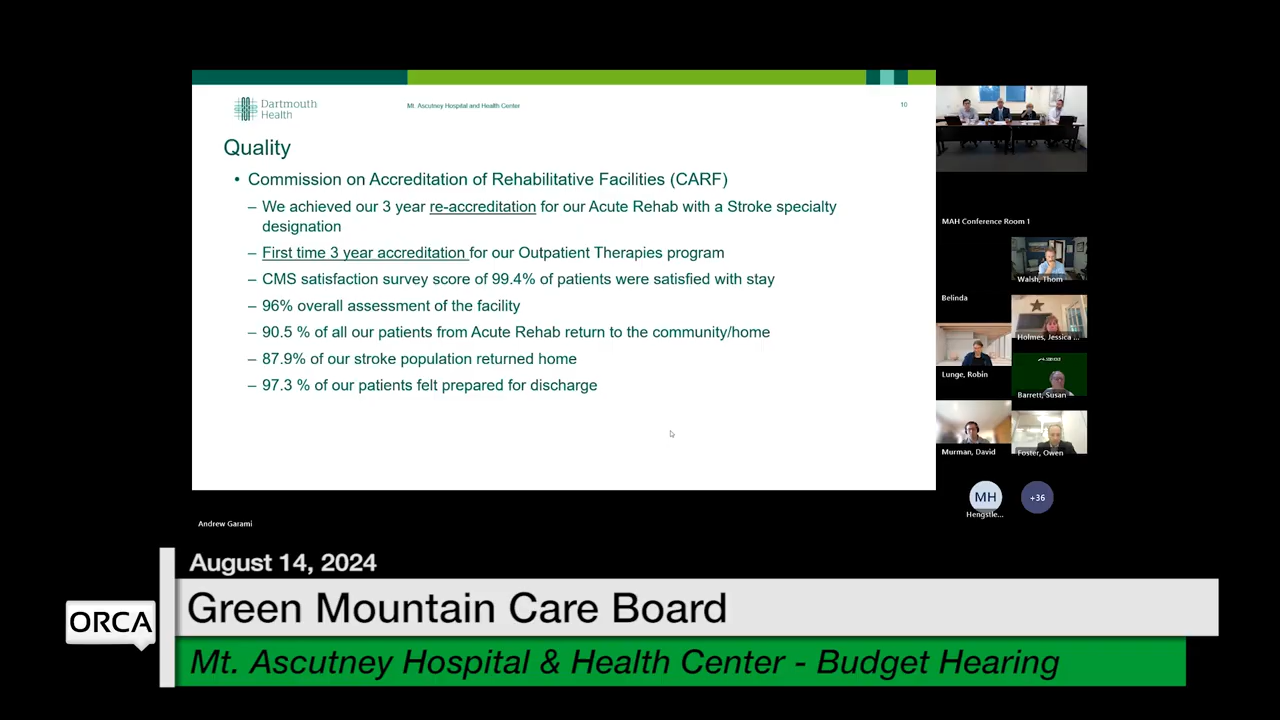 Dartmouth
Health
Mt. Ascutney Hospital and Health Center
10
Quality
• Commission on Accreditation of Rehabilitative Facilities (CARF)
– We achieved our 3 year re-accreditation for our Acute Rehab with a Stroke specialty
designation
– First time 3 year accreditation for our Outpatient Therapies program
– CMS satisfaction survey score of 99.4% of patients were satisfied with stay
– 96% overall assessment of the facility
– 90.5 % of all our patients from Acute Rehab return to the community/home
– 87.9% of our stroke population returned home
– 97.3 % of our patients felt prepared for discharge
MAH Conference Room 1
Walsh, Thom
Belinda
Holmes, Jessica ...
Lunge, Robin
Barrett, Susan
Murman, David
Foster, Owen
MH
Hengstle...
+36
Andrew Garami
August 14, 2024
ORCA
Green Mountain Care Board
Mt. Ascutney Hospital & Health Center - Budget Hearing